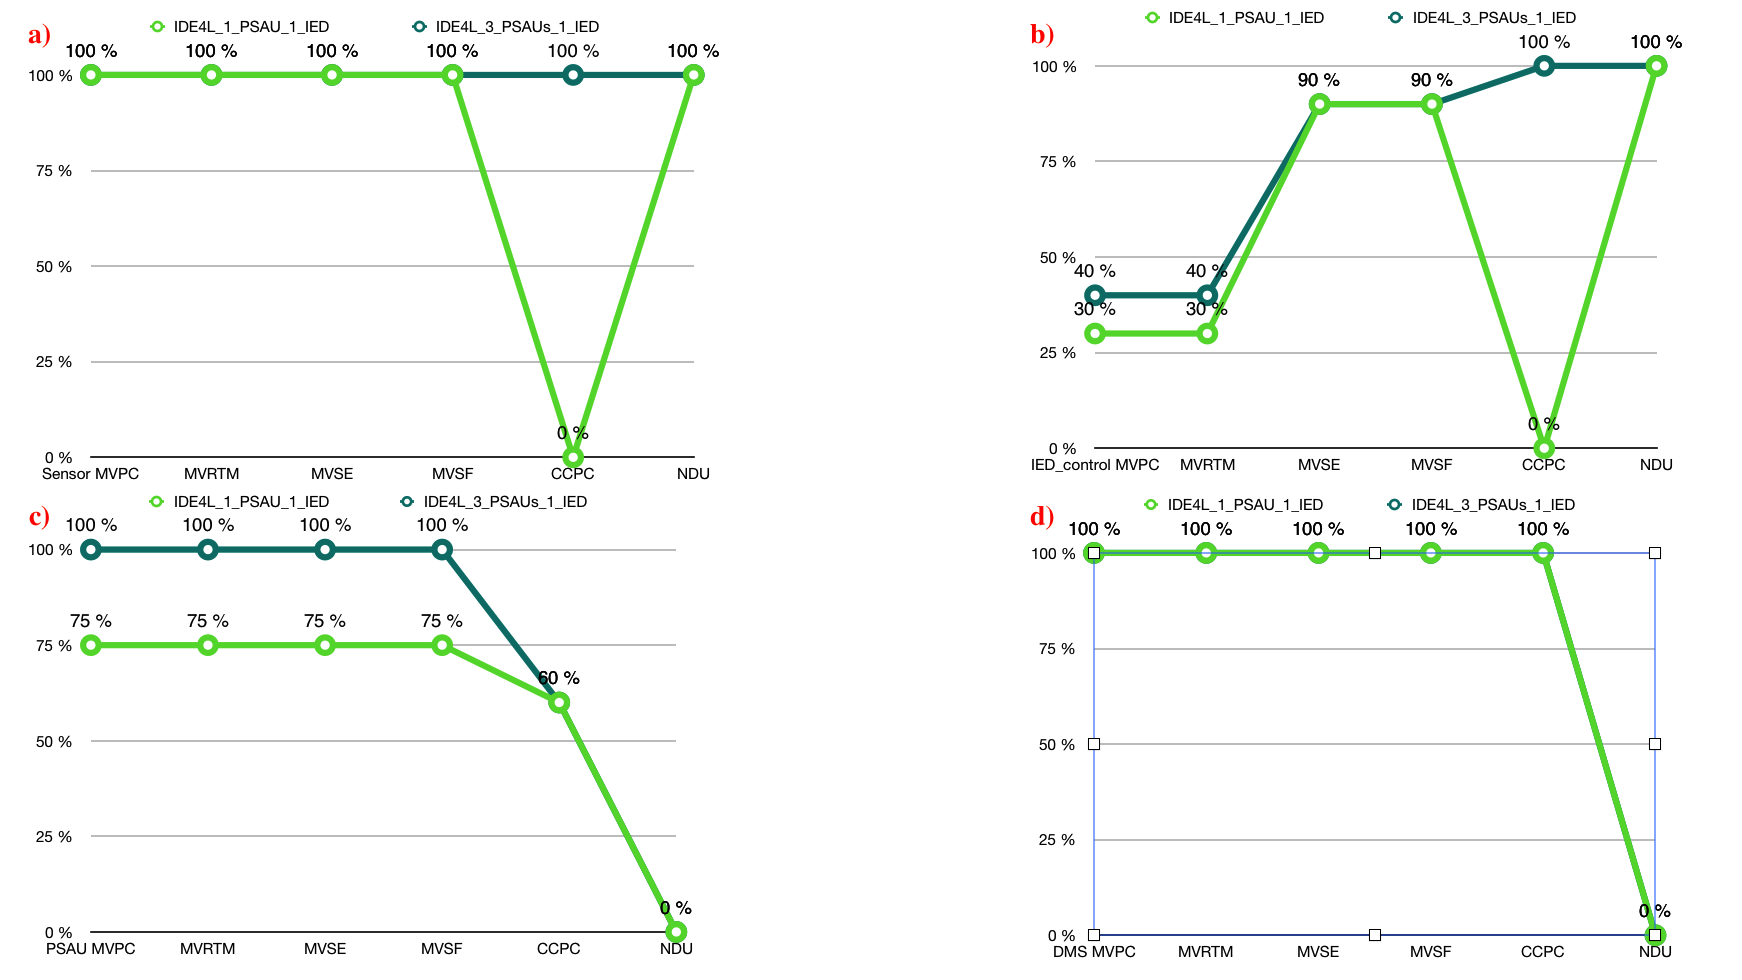 a)
IDE4L_1_PSAU_1_IED IDE4L_3_PSAUs_1_IED
100 % 100 % 100 % 100 % 100 % 100 %
100 %
75 %
50 %
25 %
0 %
0 %
Sensor MVPC MVRTM MVSE MVSF CCPC NDU
b)
IDE4L_1_PSAU_1_IED IDE4L_3_PSAUs_1_IED
100 % 100 %
100 %
90 % 90 %
75 %
50 %
40 % 40 %
30 % 30 %
25 %
0 %
0 %
IED_control MVPC MVRTM MVSE MVSF CCPC NDU
c)
IDE4L_1_PSAU_1_IED IDE4L_3_PSAUs_1_IED
100 % 100 % 100 % 100 %
100 %
75 % 75 % 75 % 75 %
75 %
60 %
50 %
25 %
0 %
0 %
PSAU MVPC MVRTM MVSE MVSF CCPC NDU
d)
IDE4L_1_PSAU_1_IED IDE4L_3_PSAUs_1_IED
100 % 100 % 100 % 100 % 100 %
100 %
75 %
50 %
25 %
0 %
0 %
DMS MVPC MVRTM MVSE MVSF CCPC NDU